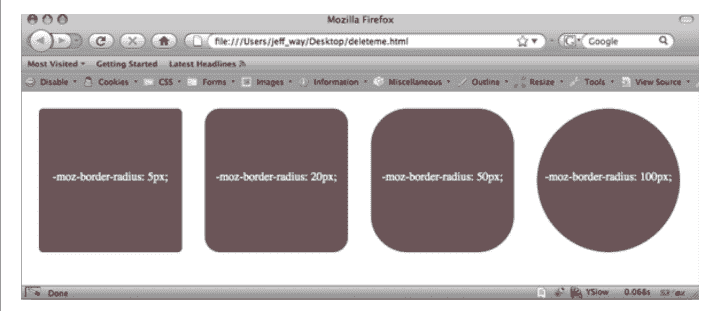 Mozilla Firefox
file:///Users/jeff_way/Desktop/deleteme.html
Google
Most Visited Getting Started Latest Headlines
Disable Cookies CSS Forms Images Information Miscellaneous Outline Resize Tools View Source
-moz-border-radius: 5px; -moz-border-radius: 20px; -moz-border-radius: 50px; -moz-border-radius: 100px;
Done YSlow 0.068s